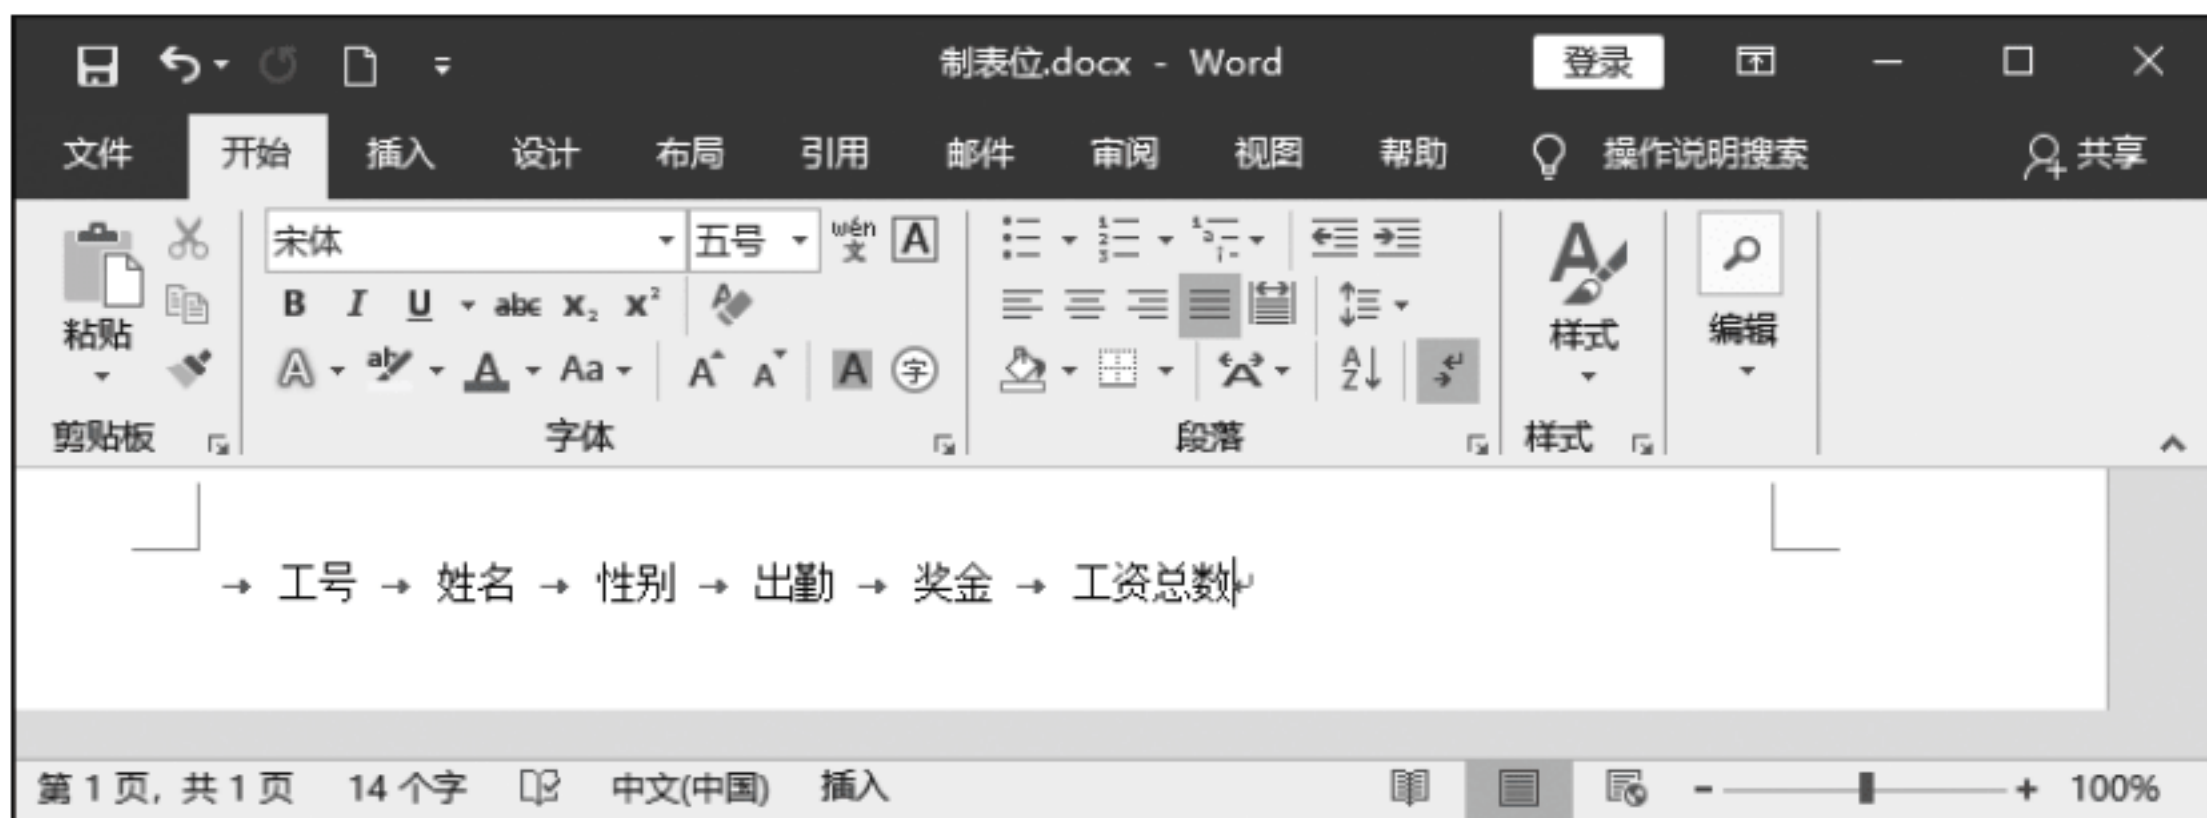 制表位.docx - Word 登录
文件 开始 插入 设计 布局 引用 邮件 审阅 视图 帮助 操作说明搜索 共享
宋体 五号 wén 文 A
B I U abc X₂ X²
粘贴 样式 编辑
A aby A Aa A A A 字 A Z
剪贴板 字体 段落 样式
→ 工号 → 姓名 → 性别 → 出勤 → 奖金 → 工资总数↵
第 1 页, 共 1 页 14 个字 中文(中国) 插入 - + 100%